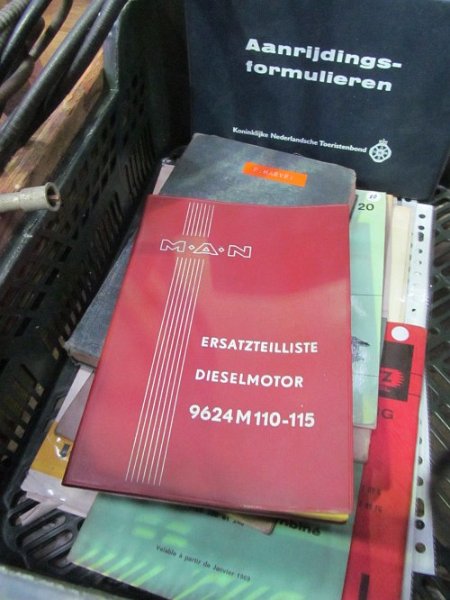 Aanrijdings-
formulieren
Koninklijke Nederlandsche Toeristenbond
20
M·A·N
ERSATZTEILLISTE
DIESELMOTOR
9624 M 110-115
Z
G
Valable à partir de Janvier 1969